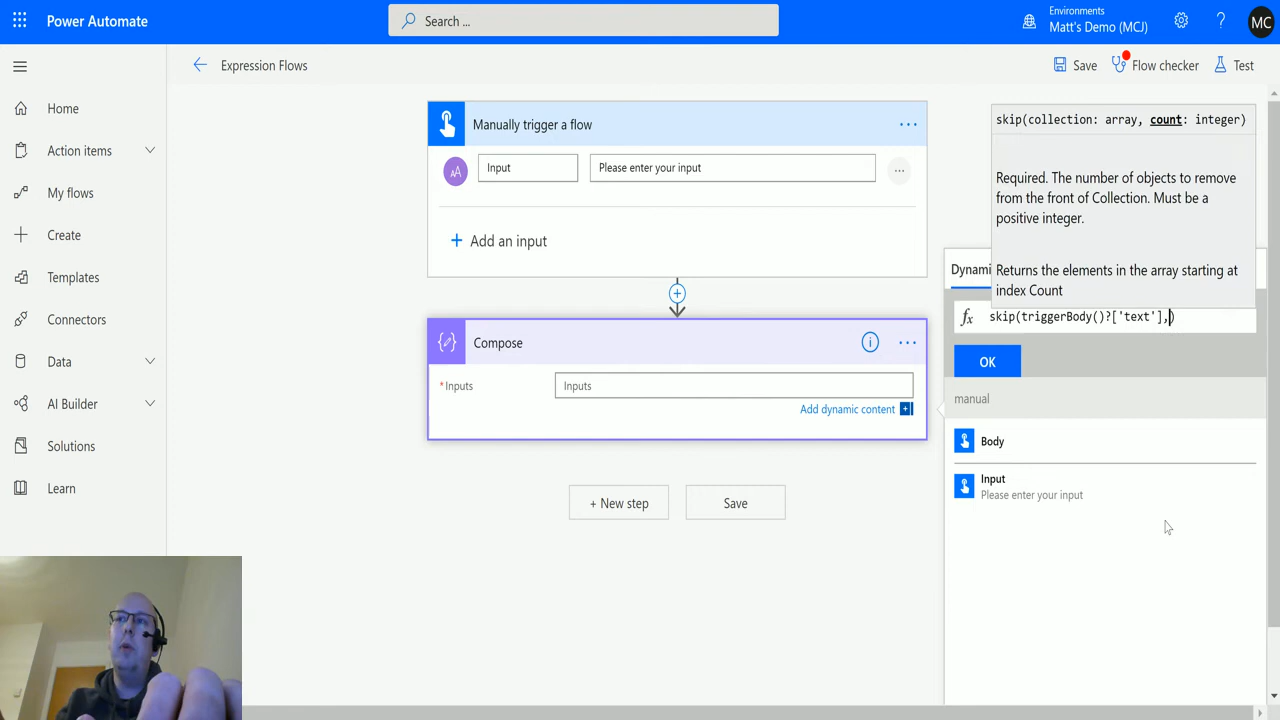 Power Automate
Search ...
Environments
Matt's Demo (MCJ)
?
MC
Expression Flows
Save
Flow checker
Test
Home
Action items
My flows
Create
Templates
Connectors
Data
AI Builder
Solutions
Learn
Manually trigger a flow
...
AA
Input
Please enter your input
...
+ Add an input
Compose
...
* Inputs
Inputs
Add dynamic content
+ New step
Save
skip(collection: array, count: integer)
Required. The number of objects to remove
from the front of Collection. Must be a
positive integer.
Returns the elements in the array starting at
index Count
Dynami
fx skip(triggerBody()?['text'],)
OK
manual
Body
Input
Please enter your input